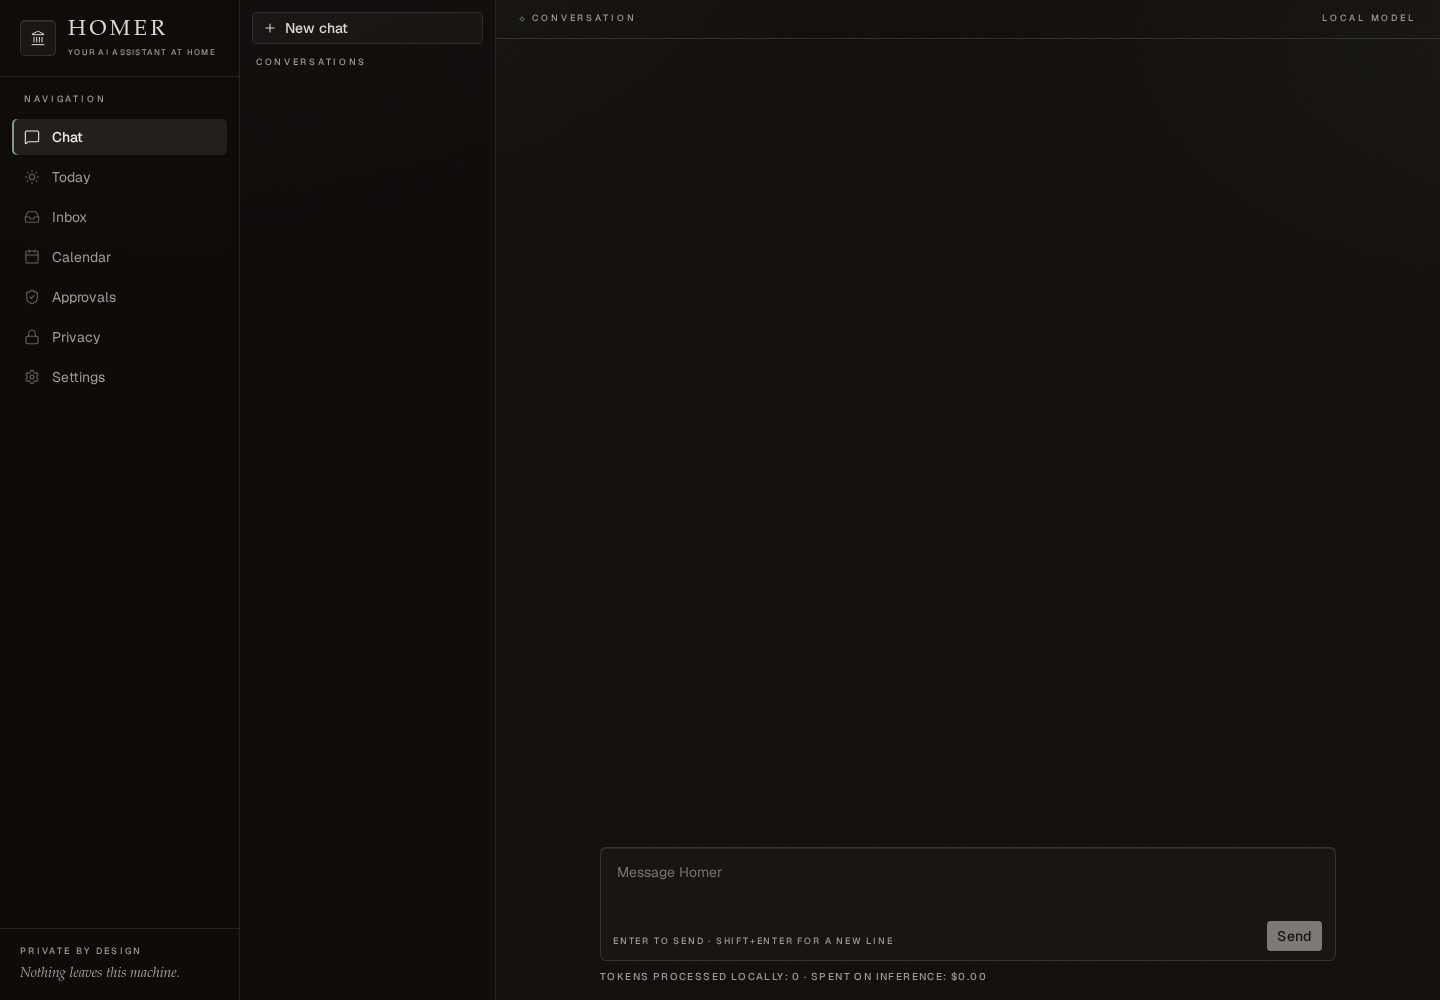 HOMER
YOUR AI ASSISTANT AT HOME
NAVIGATION
Chat
Today
Inbox
Calendar
Approvals
Privacy
Settings
PRIVATE BY DESIGN
Nothing leaves this machine.
New chat
CONVERSATIONS
CONVERSATION
LOCAL MODEL
Message Homer
ENTER TO SEND · SHIFT+ENTER FOR A NEW LINE
Send
TOKENS PROCESSED LOCALLY: 0 · SPENT ON INFERENCE: $0.00